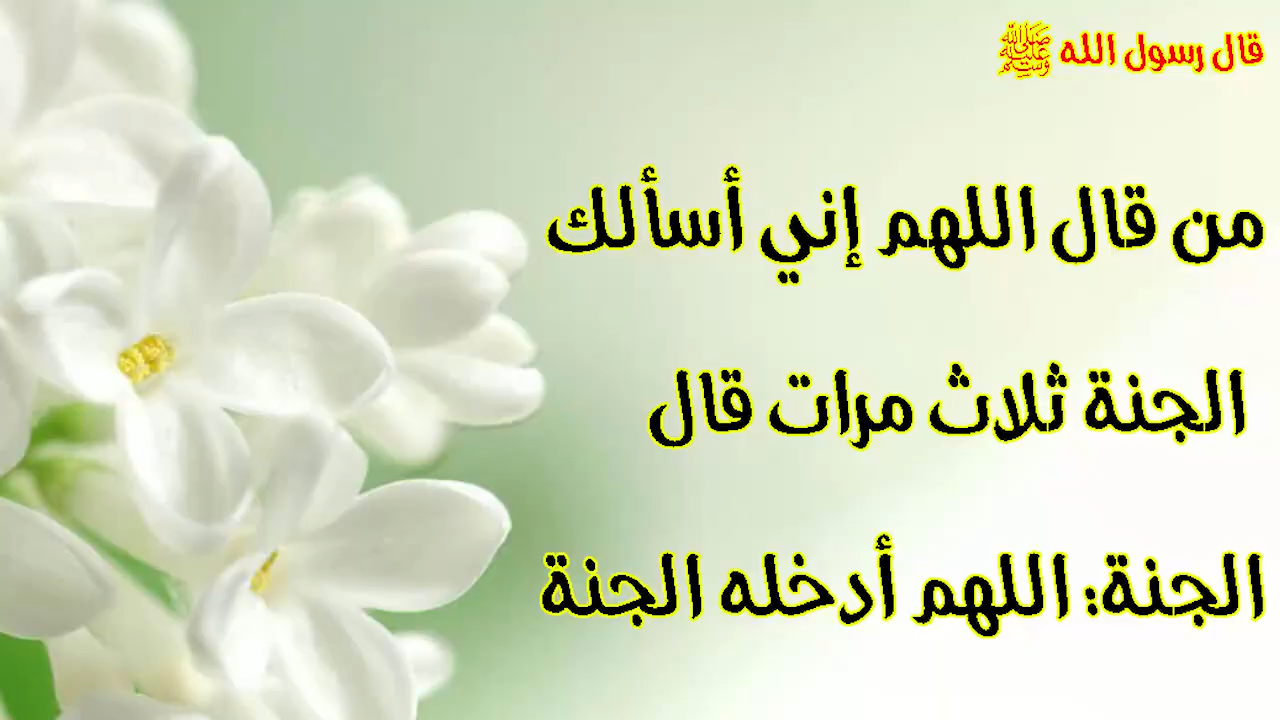 قال رسول الله ﷺ
من قال اللهم إني أسألك
الجنة ثلاث مرات قال
الجنة: اللهم أدخله الجنة